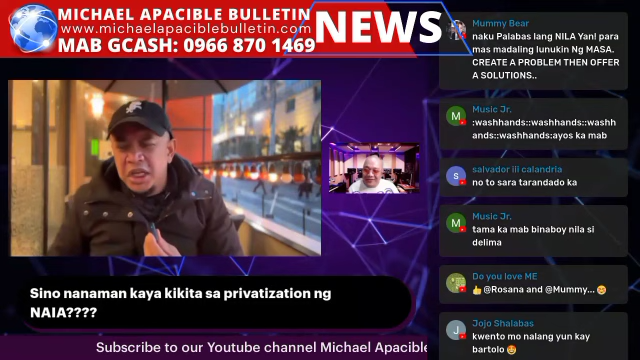 MICHAEL APACIBLE BULLETIN
www.michaelapaciblebulletin.com
MAB GCASH: 0966 870 1469
NEWS
Sino nanaman kaya kikita sa privatization ng
NAIA????
Subscribe to our Youtube channel Michael Apacible
Mummy Bear
naku Palabas lang NILA Yan! para
mas madaling lunukin Ng MASA.
CREATE A PROBLEM THEN OFFER
A SOLUTIONS..
M
Music Jr.
:washhands::washhands::washh
ands::washhands:ayos ka mab
S
salvador iii calandria
no to sara tarandado ka
M
Music Jr.
tama ka mab binaboy nila si
delima
Do you love ME
👍@Rosana and @Mummy... 😊
J
Jojo Shalabas
kwento mo nalang yun kay
bartolo 🤩